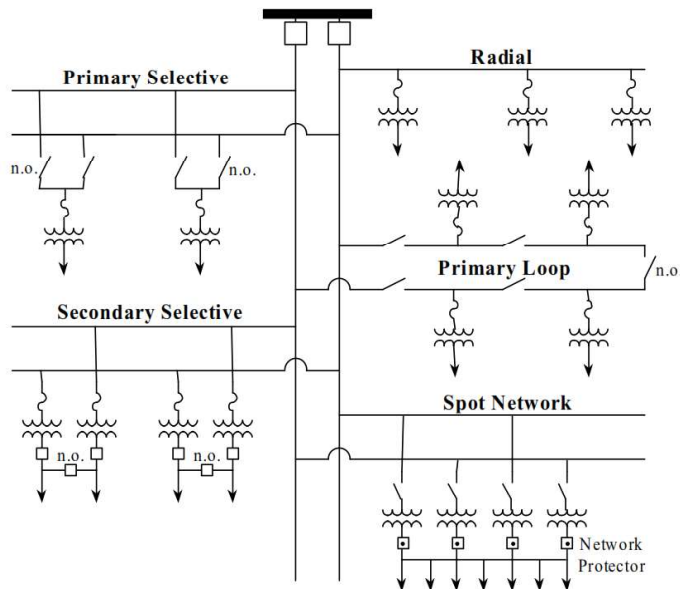 Radial
Primary Selective
n.o.
n.o.
Primary Loop
n.o.
Secondary Selective
Spot Network
n.o.
n.o.
Network
Protector